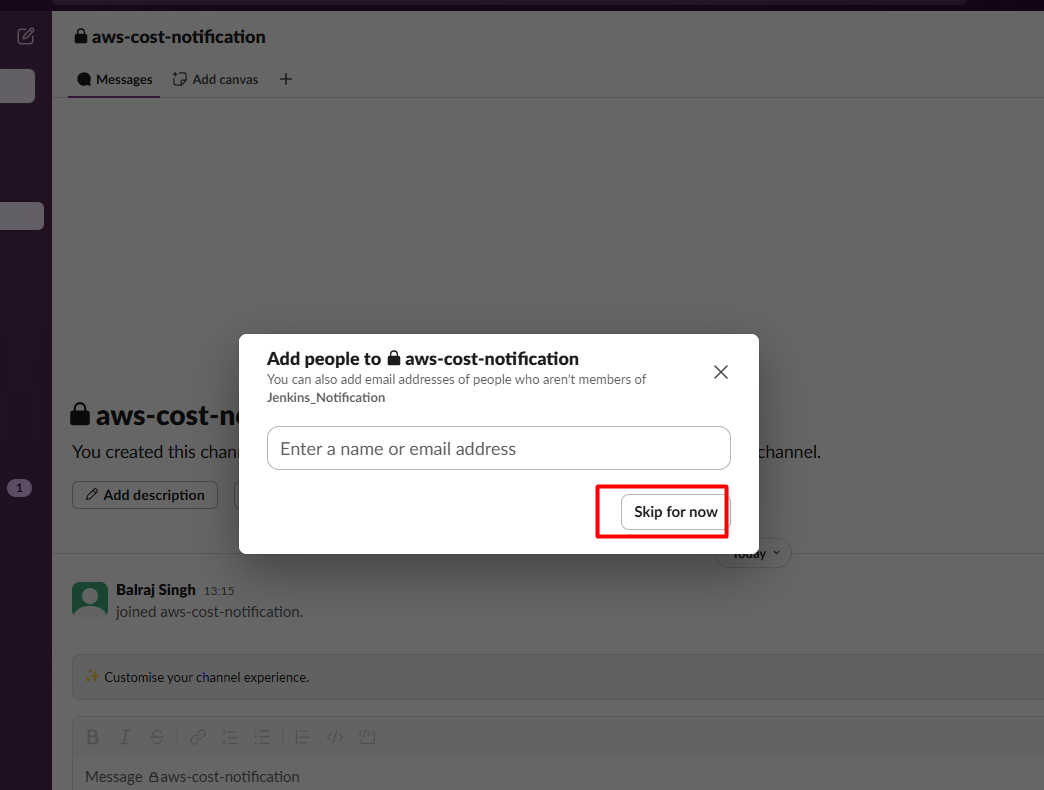 aws-cost-notification
Messages
Add canvas
Add people to aws-cost-notification
You can also add email addresses of people who aren't members of
Jenkins_Notification
Enter a name or email address
Skip for now
aws-cost-n
You created this chan
channel.
Add description
1
Today
Balraj Singh 13:15
joined aws-cost-notification.
✨ Customise your channel experience.
Message aws-cost-notification